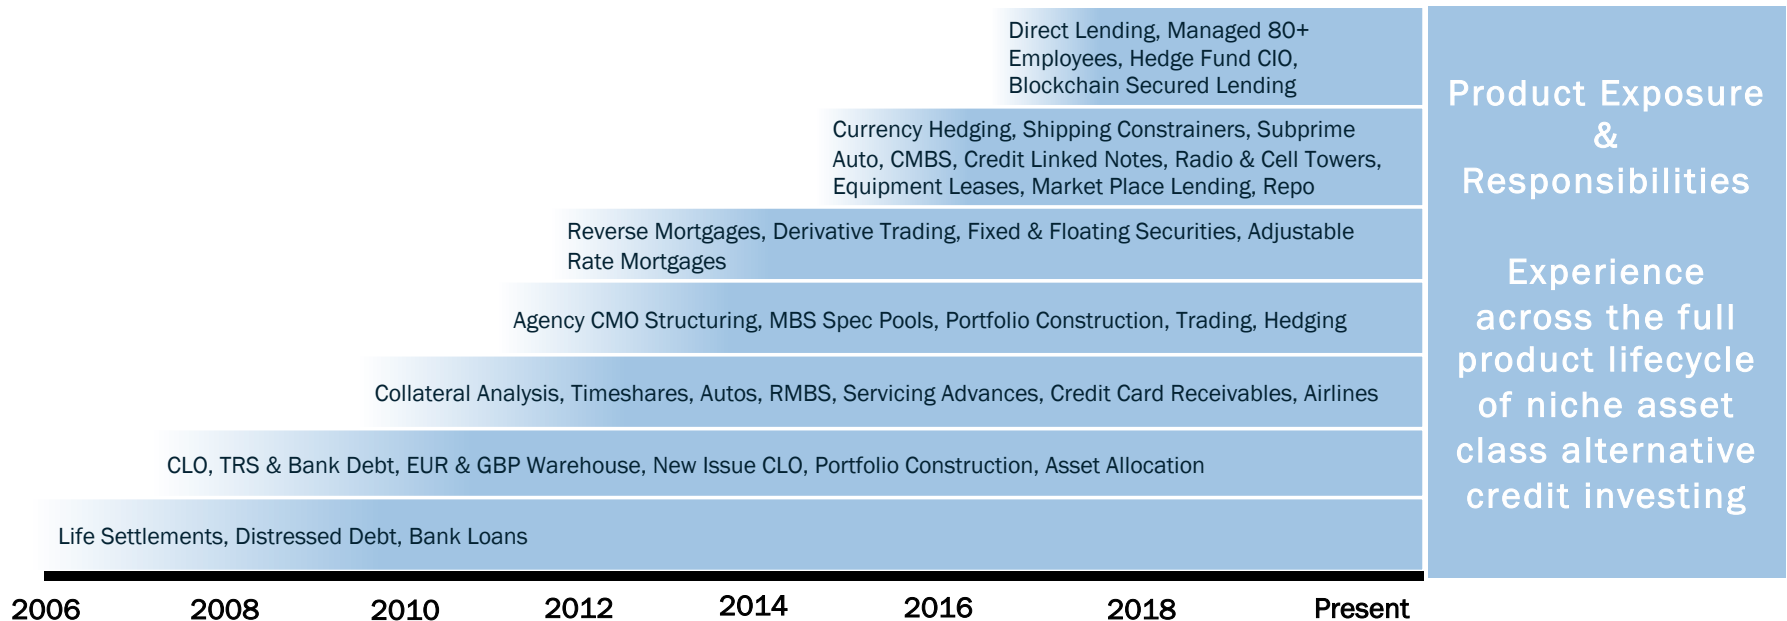 Direct Lending, Managed 80+
Employees, Hedge Fund CIO,
Blockchain Secured Lending
Currency Hedging, Shipping Constrainers, Subprime
Auto, CMBS, Credit Linked Notes, Radio & Cell Towers,
Equipment Leases, Market Place Lending, Repo
Reverse Mortgages, Derivative Trading, Fixed & Floating Securities, Adjustable
Rate Mortgages
Agency CMO Structuring, MBS Spec Pools, Portfolio Construction, Trading, Hedging
Collateral Analysis, Timeshares, Autos, RMBS, Servicing Advances, Credit Card Receivables, Airlines
CLO, TRS & Bank Debt, EUR & GBP Warehouse, New Issue CLO, Portfolio Construction, Asset Allocation
Life Settlements, Distressed Debt, Bank Loans
2006 2008 2010 2012 2014 2016 2018 Present
Product Exposure
&
Responsibilities
Experience
across the full
product lifecycle
of niche asset
class alternative
credit investing